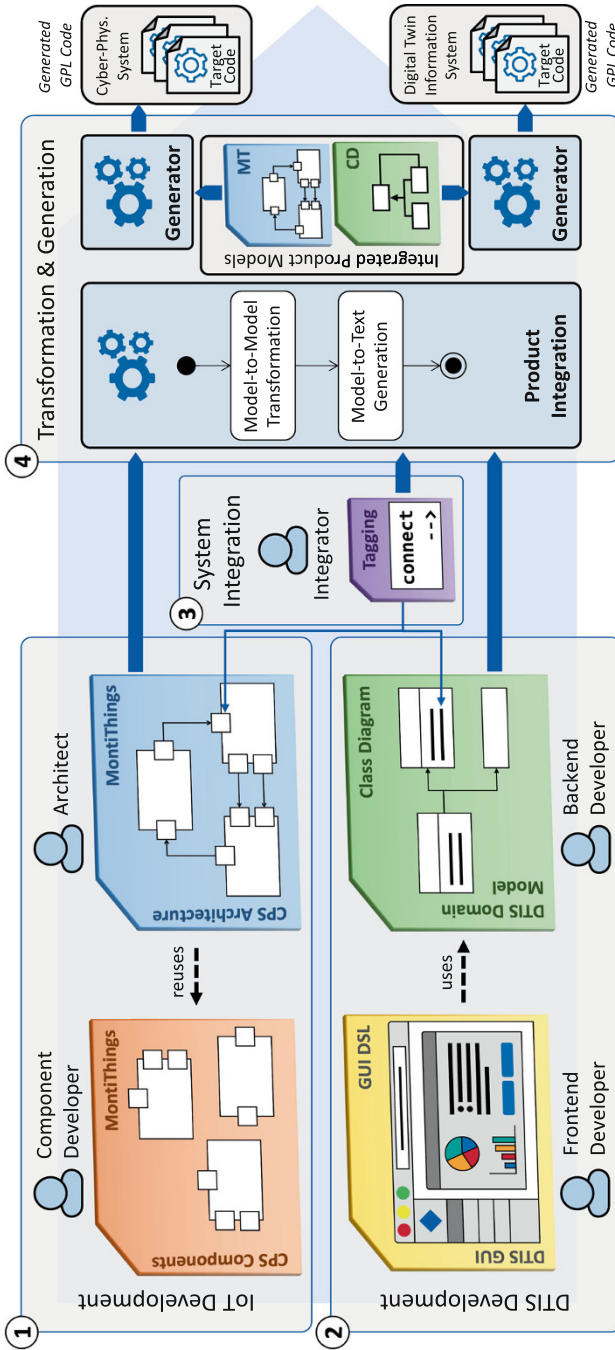 1
IoT Development
Component
Developer
MontiThings
CPS Components
reuses
Architect
MontiThings
CPS Architecture
2
DTIS Development
GUI DSL
DTIS GUI
Frontend
Developer
uses
Class Diagram
DTIS Domain
Model
Backend
Developer
3
System
Integration
Integrator
Tagging
connect
-->
4
Transformation & Generation
Model-to-Model
Transformation
Model-to-Text
Generation
Product
Integration
Generator
MT
CD
Integrated Product Models
Generator
Generated
GPL Code
Cyber-Phys.
System
Target
Code
Digital Twin
Information
System
Target
Code
Generated
GPL Code